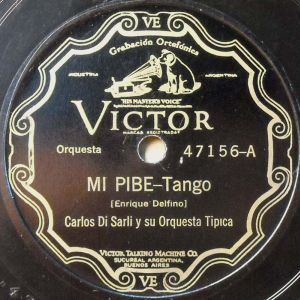 VE
Grabación Ortofónica
INDUSTRIA
ARGENTINA
"HIS MASTER'S VOICE"
VICTOR
MARCAS REGISTRADAS
Orquesta 47156-A
MI PIBE—Tango
[Enrique Delfino]
Carlos Di Sarli y su Orquesta Típica
VICTOR TALKING MACHINE CO.
SUCURSAL ARGENTINA,
BUENOS AIRES
VE